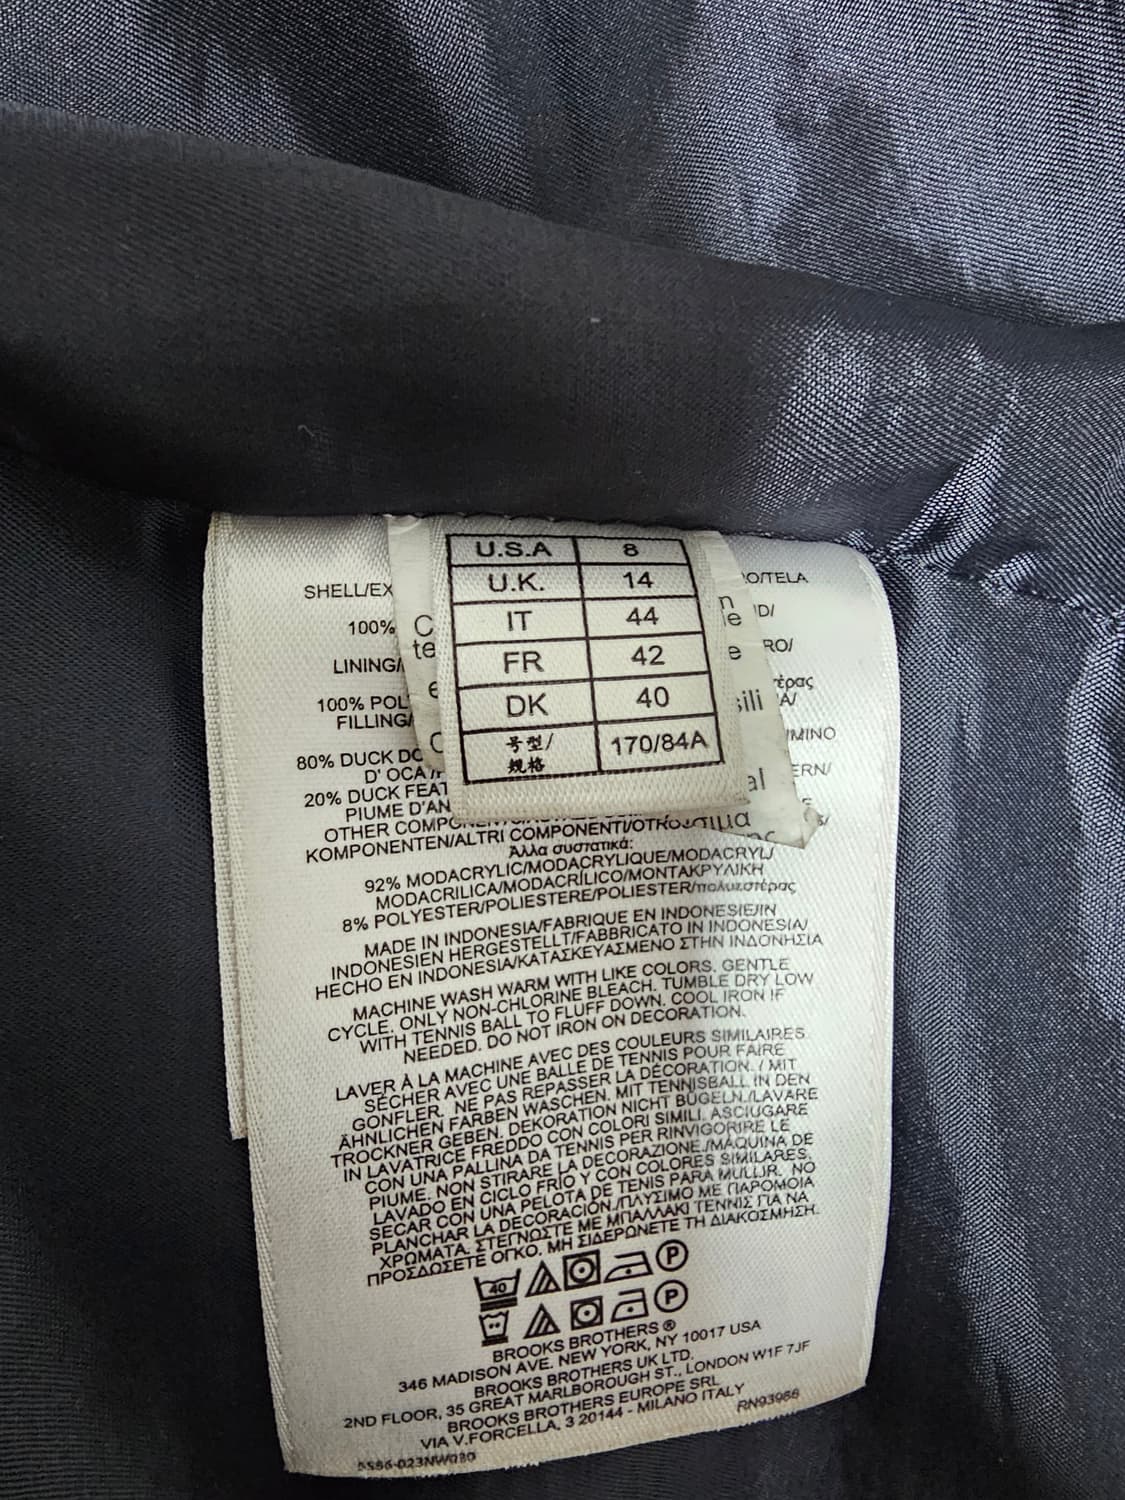 U.S.A 8
U.K. 14
IT 44
FR 42
DK 40
号型/
规格 170/84A
SHELL/EX
O/TELA
100%
LINING/
100% POL
FILLING/
IMINO
80% DUCK DO
D' OCA
ERN/
20% DUCK FEAT
PIUME D'AN
OTHER COMP
KOMPONENTEN/ALTRI COMPONENTI/
Άλλα συστατικά:
92% MODACRYLIC/MODACRYLIQUE/MODACRYL/
MODACRILICA/MODACRÍLICO/ΜΟΝΤΑΚΡΥΛΙΚΗ
8% POLYESTER/POLIESTERE/POLIESTER/πολυεστέρας
MADE IN INDONESIA/FABRIQUE EN INDONESIE/IN
INDONESIEN HERGESTELLT/FABBRICATO IN INDONESIA/
HECHO EN INDONESIA/ΚΑΤΑΣΚΕΥΑΣΜΕΝΟ ΣΤΗΝ ΙΝΔΟΝΗΣΙΑ
MACHINE WASH WARM WITH LIKE COLORS. GENTLE
CYCLE. ONLY NON-CHLORINE BLEACH. TUMBLE DRY LOW
WITH TENNIS BALL TO FLUFF DOWN. COOL IRON IF
NEEDED. DO NOT IRON ON DECORATION.
LAVER À LA MACHINE AVEC DES COULEURS SIMILAIRES.
SÉCHER AVEC UNE BALLE DE TENNIS POUR FAIRE
GONFLER. NE PAS REPASSER LA DÉCORATION. / MIT
ÄHNLICHEN FARBEN WASCHEN. MIT TENNISBALL IN DEN
TROCKNER GEBEN. DEKORATION NICHT BÜGELN./LAVARE
IN LAVATRICE FREDDO CON COLORI SIMILI. ASCIUGARE
CON UNA PALLINA DA TENNIS PER RINVIGORIRE LE
PIUME. NON STIRARE LA DECORAZIONE./MÁQUINA DE
LAVADO EN CICLO FRÍO Y CON COLORES SIMILARES.
SECAR CON UNA PELOTA DE TENIS PARA MULLIR. NO
PLANCHAR LA DECORACIÓN./ΠΛΥΣΙΜΟ ΜΕ ΠΑΡΟΜΟΙΑ
ΧΡΩΜΑΤΑ. ΣΤΕΓΝΩΣΤΕ ΜΕ ΜΠΑΛΛΑΚΙ ΤΕΝΝΙΣ ΓΙΑ ΝΑ
ΠΡΟΣΔΩΣΕΤΕ ΟΓΚΟ. ΜΗ ΣΙΔΕΡΩΝΕΤΕ ΤΗ ΔΙΑΚΟΣΜΗΣΗ.
40 P
P
BROOKS BROTHERS ®
346 MADISON AVE. NEW YORK, NY 10017 USA
BROOKS BROTHERS UK LTD.
2ND FLOOR, 35 GREAT MARLBOROUGH ST., LONDON W1F 7JF
BROOKS BROTHERS EUROPE SRL
VIA V.FORCELLA, 3 20144 - MILANO ITALY
RN93986